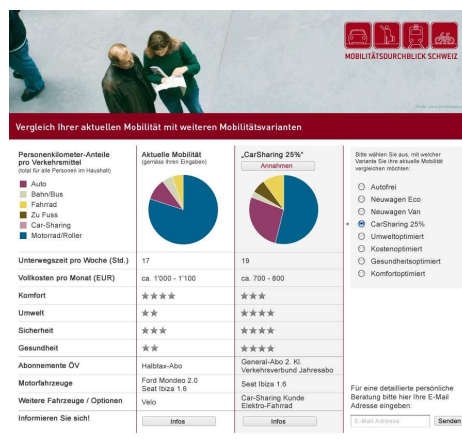 MOBILITÄTSDURCHBLICK SCHWEIZ
Vergleich Ihrer aktuellen Mobilität mit weiteren Mobilitätsvarianten
Personenkilometer-Anteile
pro Verkehrsmittel
(total für alle Personen im Haushalt)
Auto
Bahn/Bus
Fahrrad
Zu Fuss
Car-Sharing
Motorrad/Roller
Aktuelle Mobilität
(gemäss Ihren Eingaben)
„CarSharing 25%"
Annahmen
Unterwegszeit pro Woche (Std.) 17 19
Vollkosten pro Monat (EUR) ca. 1'000 - 1'100 ca. 700 - 800
Komfort ★★★★ ★★★
Umwelt ★★ ★★★★
Sicherheit ★★★ ★★★★
Gesundheit ★★ ★★★★
Abonnemente ÖV Halbtax-Abo General-Abo 2. Kl.
Verkehrsverbund Jahresabo
Motorfahrzeuge Ford Mondeo 2.0 Seat Ibiza 1.6
Seat Ibiza 1.6
Weitere Fahrzeuge / Optionen Velo Car-Sharing Kunde
Elektro-Fahrrad
Informieren Sie sich! Infos Infos
Bitte wählen Sie aus, mit welcher
Variante Sie ihre aktuelle Mobilität
vergleichen möchten:
Autofrei
Neuwagen Eco
Neuwagen Van
CarSharing 25%
Umweltoptimiert
Kostenoptimiert
Gesundheitsoptimiert
Komfortoptimiert
Für eine detaillierte persönliche
Beratung bitte hier Ihre E-Mail
Adresse eingeben:
E-Mail Adresse Senden